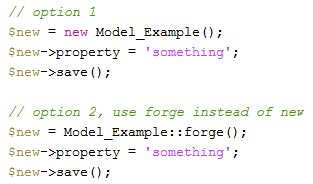 // option 1
$new = new Model_Example();
$new->property = 'something';
$new->save();
// option 2, use forge instead of new
$new = Model_Example::forge();
$new->property = 'something';
$new->save();